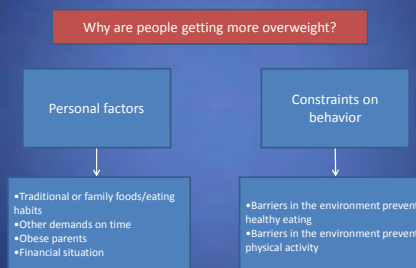 Why are people getting more overweight?
Personal factors
Constraints on
behavior
•Traditional or family foods/eating
habits
•Other demands on time
•Obese parents
•Financial situation
•Barriers in the environment prevent
healthy eating
•Barriers in the environment prevent
physical activity